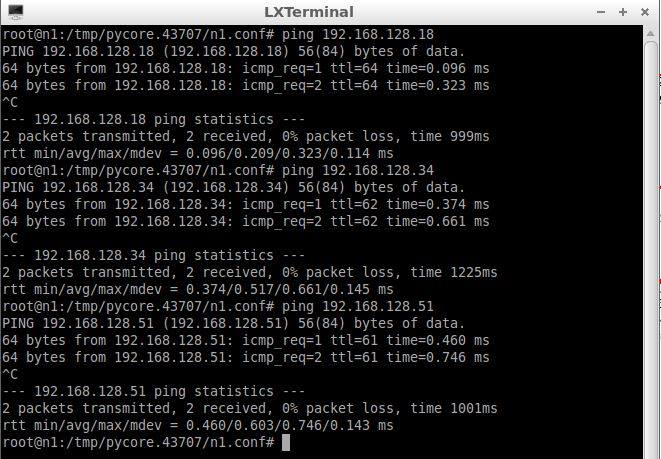 LXTerminal
root@n1:/tmp/pycore.43707/n1.conf# ping 192.168.128.18
PING 192.168.128.18 (192.168.128.18) 56(84) bytes of data.
64 bytes from 192.168.128.18: icmp_req=1 ttl=64 time=0.096 ms
64 bytes from 192.168.128.18: icmp_req=2 ttl=64 time=0.323 ms
^C
--- 192.168.128.18 ping statistics ---
2 packets transmitted, 2 received, 0% packet loss, time 999ms
rtt min/avg/max/mdev = 0.096/0.209/0.323/0.114 ms
root@n1:/tmp/pycore.43707/n1.conf# ping 192.168.128.34
PING 192.168.128.34 (192.168.128.34) 56(84) bytes of data.
64 bytes from 192.168.128.34: icmp_req=1 ttl=62 time=0.374 ms
64 bytes from 192.168.128.34: icmp_req=2 ttl=62 time=0.661 ms
^C
--- 192.168.128.34 ping statistics ---
2 packets transmitted, 2 received, 0% packet loss, time 1225ms
rtt min/avg/max/mdev = 0.374/0.517/0.661/0.145 ms
root@n1:/tmp/pycore.43707/n1.conf# ping 192.168.128.51
PING 192.168.128.51 (192.168.128.51) 56(84) bytes of data.
64 bytes from 192.168.128.51: icmp_req=1 ttl=61 time=0.460 ms
64 bytes from 192.168.128.51: icmp_req=2 ttl=61 time=0.746 ms
^C
--- 192.168.128.51 ping statistics ---
2 packets transmitted, 2 received, 0% packet loss, time 1001ms
rtt min/avg/max/mdev = 0.460/0.603/0.746/0.143 ms
root@n1:/tmp/pycore.43707/n1.conf#